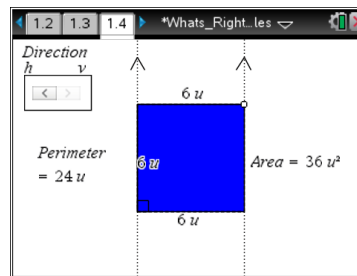 1.2 1.3 1.4 *Whats_Right…les
Direction
h v
6 u
Perimeter
= 24 u
6 u
Area = 36 u²
6 u